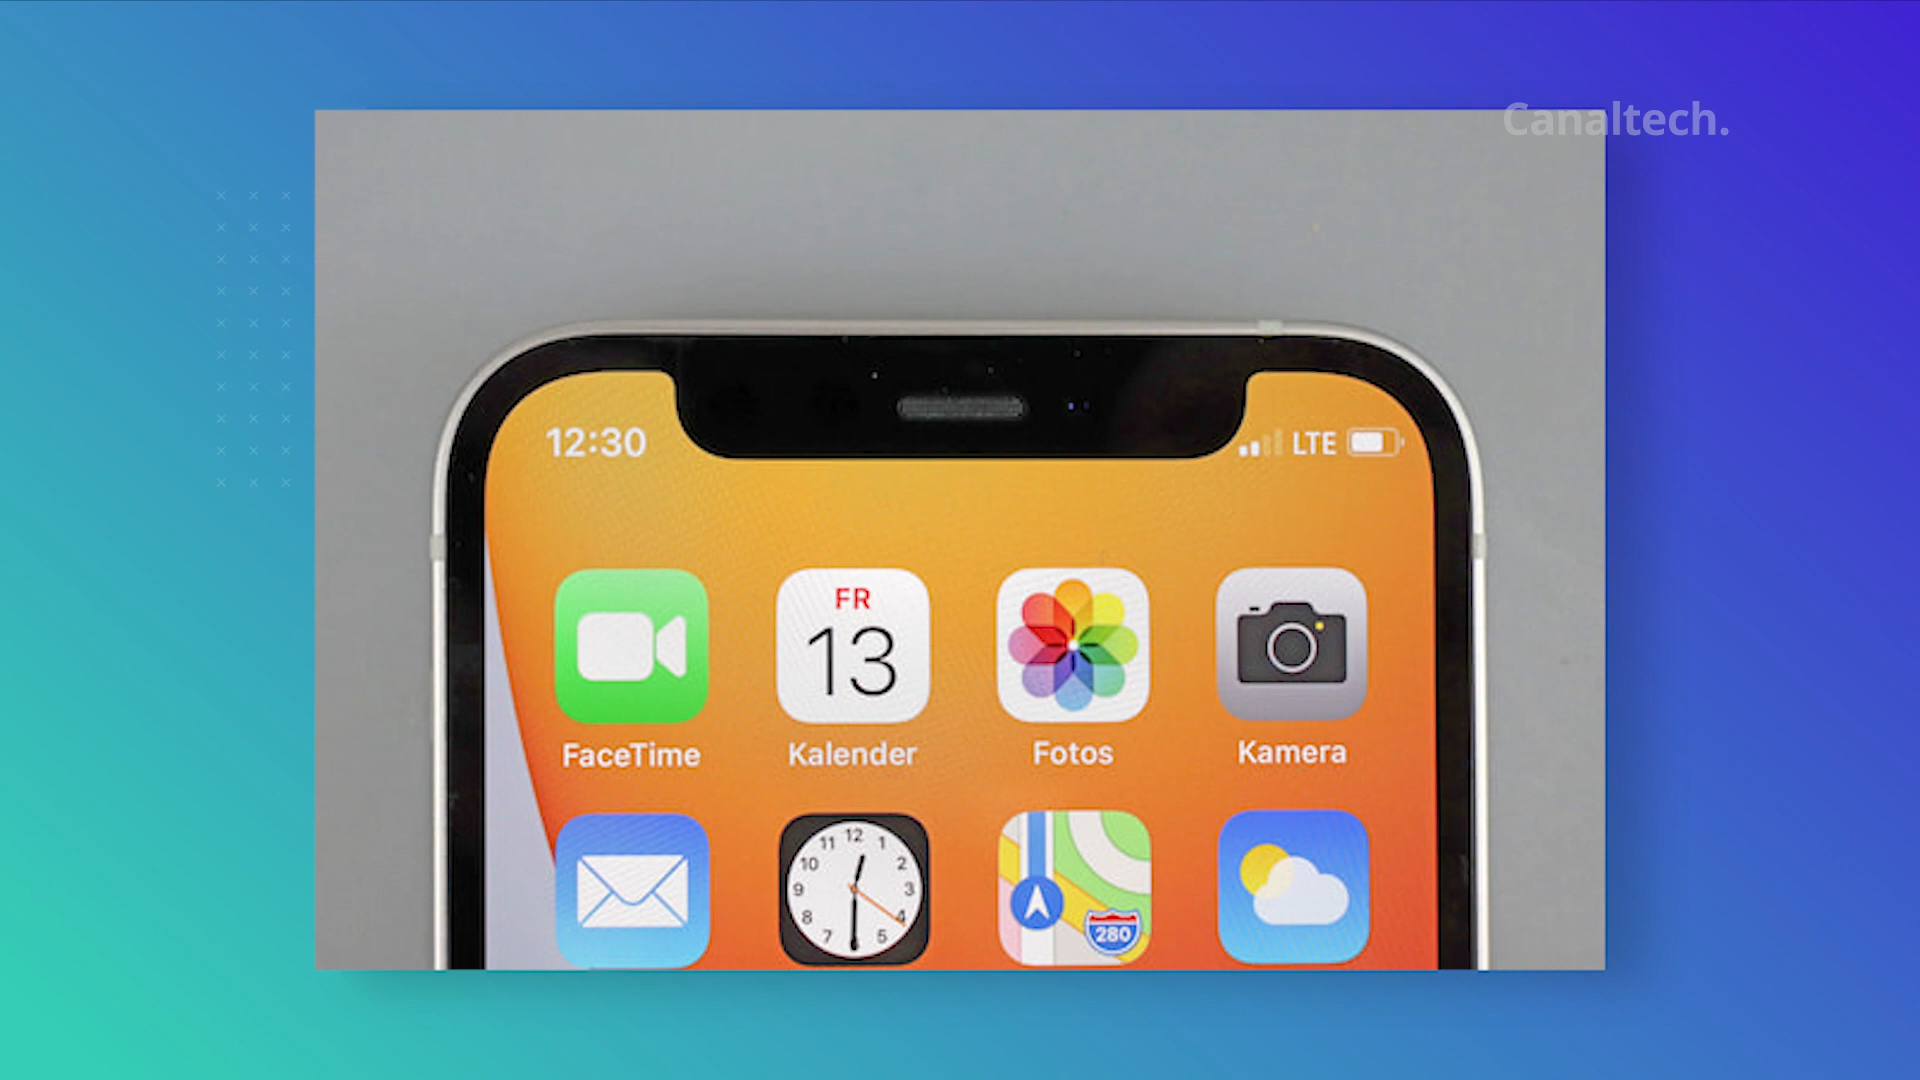 Canaltech.
12:30
LTE
FR
13
FaceTime
Kalender
Fotos
Kamera
12
11 1
10 2
9 3
8 4
7 5
280